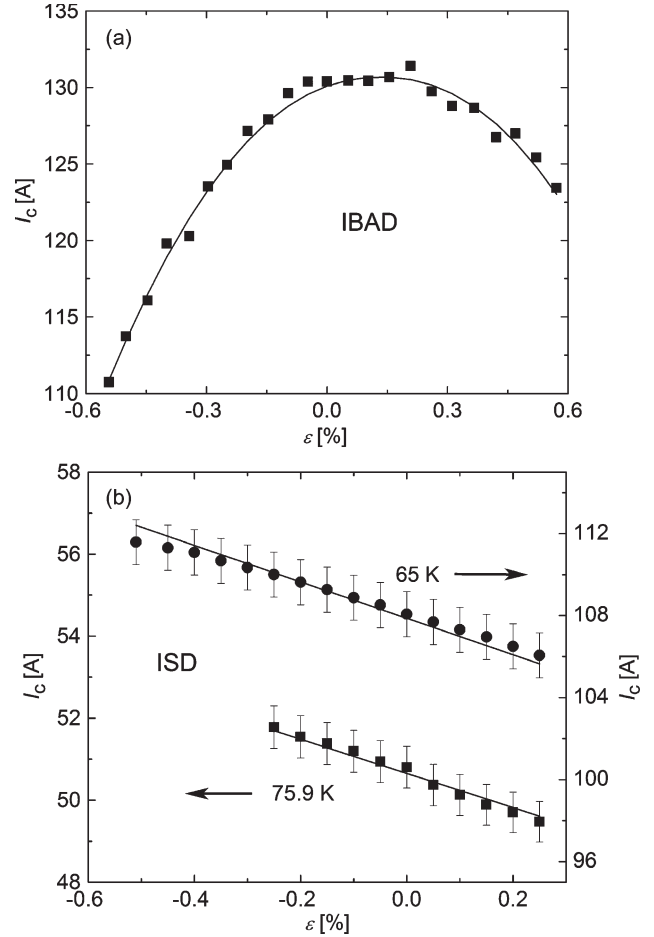 (a)
135
130
125
120
115
110
I_c [A]
IBAD
-0.6 -0.3 0.0 0.3 0.6
ε [%]
(b)
58
56
54
52
50
48
I_c [A]
65 K
ISD
75.9 K
112
108
104
100
96
I_c [A]
-0.6 -0.4 -0.2 0.0 0.2
ε [%]